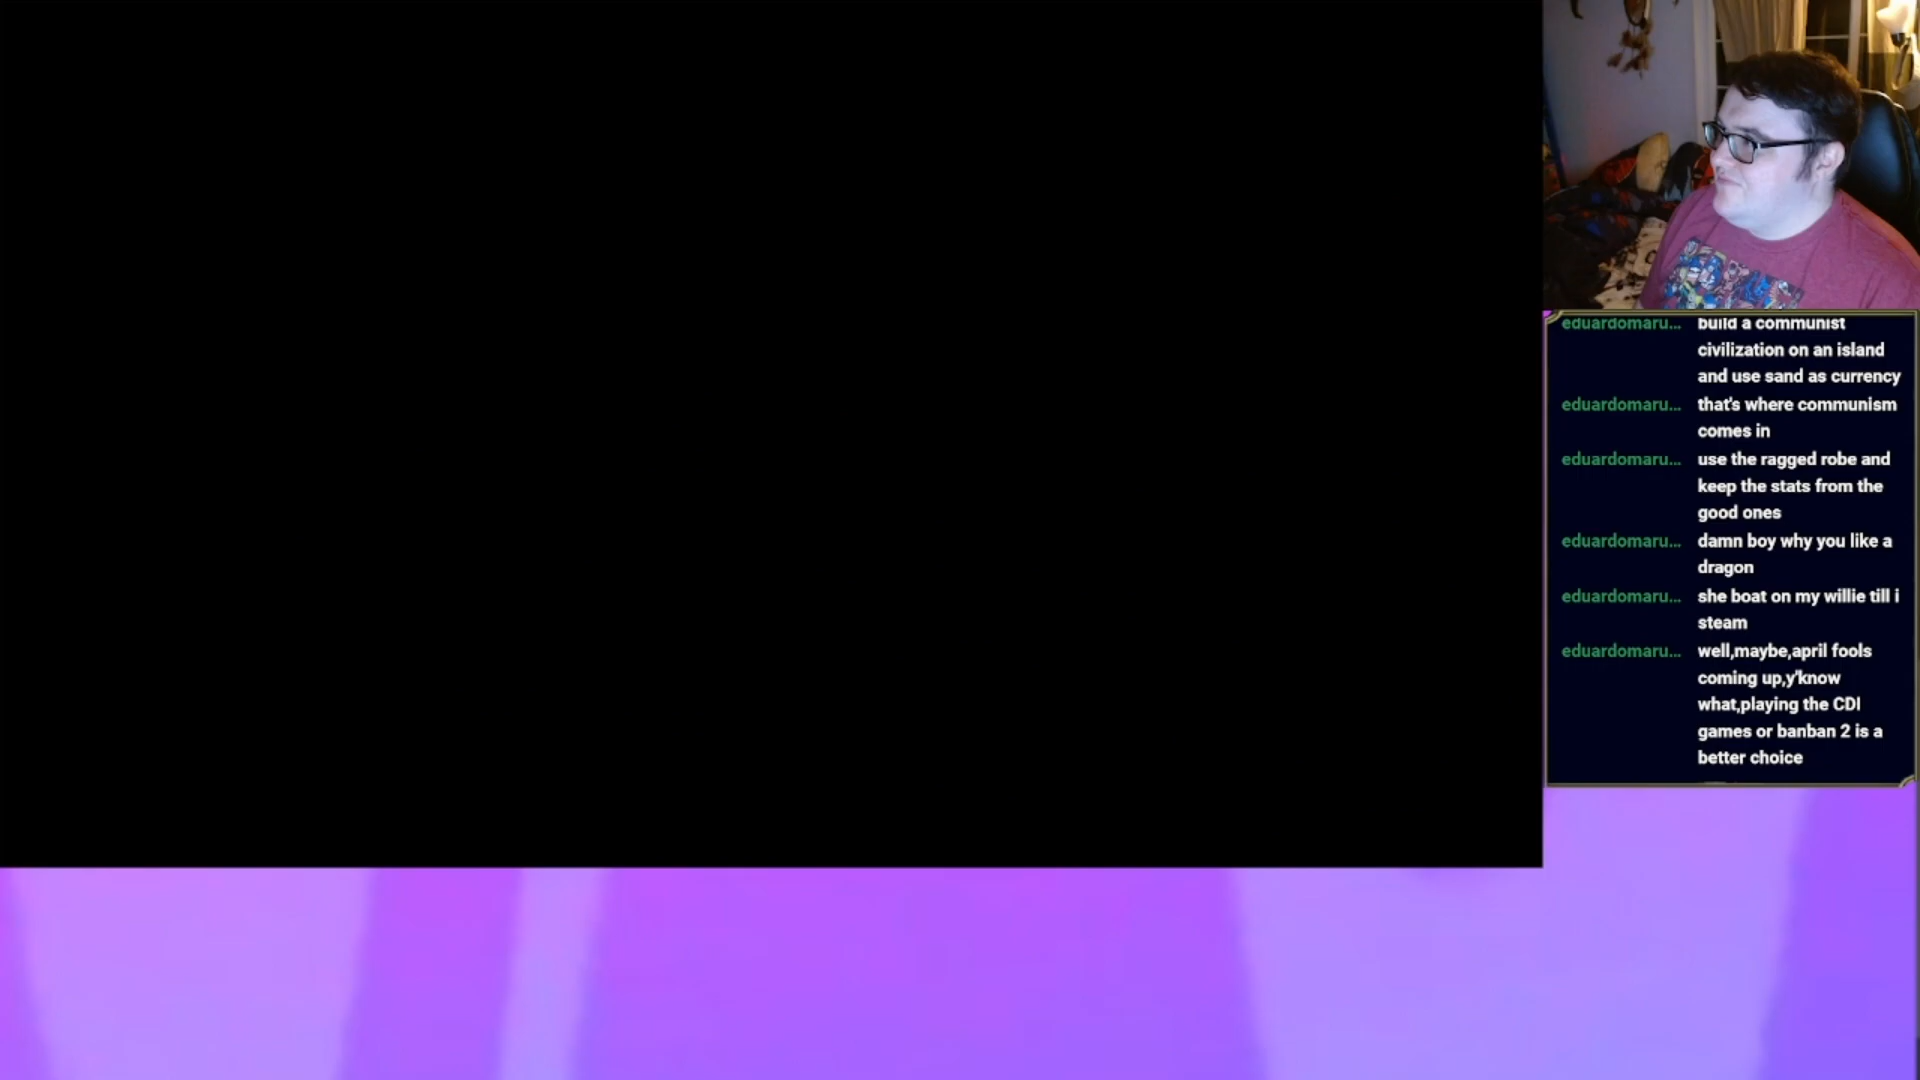 eduardomaru... build a communist
civilization on an island
and use sand as currency
eduardomaru... that's where communism
comes in
eduardomaru... use the ragged robe and
keep the stats from the
good ones
eduardomaru... damn boy why you like a
dragon
eduardomaru... she boat on my willie till i
steam
eduardomaru... well,maybe,april fools
coming up,y'know
what,playing the CDI
games or banban 2 is a
better choice